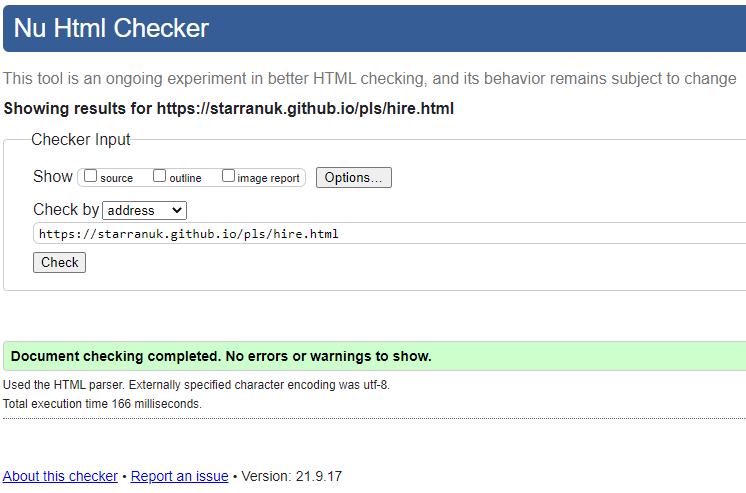 Nu Html Checker
This tool is an ongoing experiment in better HTML checking, and its behavior remains subject to change
Showing results for https://starranuk.github.io/pls/hire.html
Checker Input
Show source outline image report Options...
Check by address
https://starranuk.github.io/pls/hire.html
Check
Document checking completed. No errors or warnings to show.
Used the HTML parser. Externally specified character encoding was utf-8.
Total execution time 166 milliseconds.
About this checker • Report an issue • Version: 21.9.17